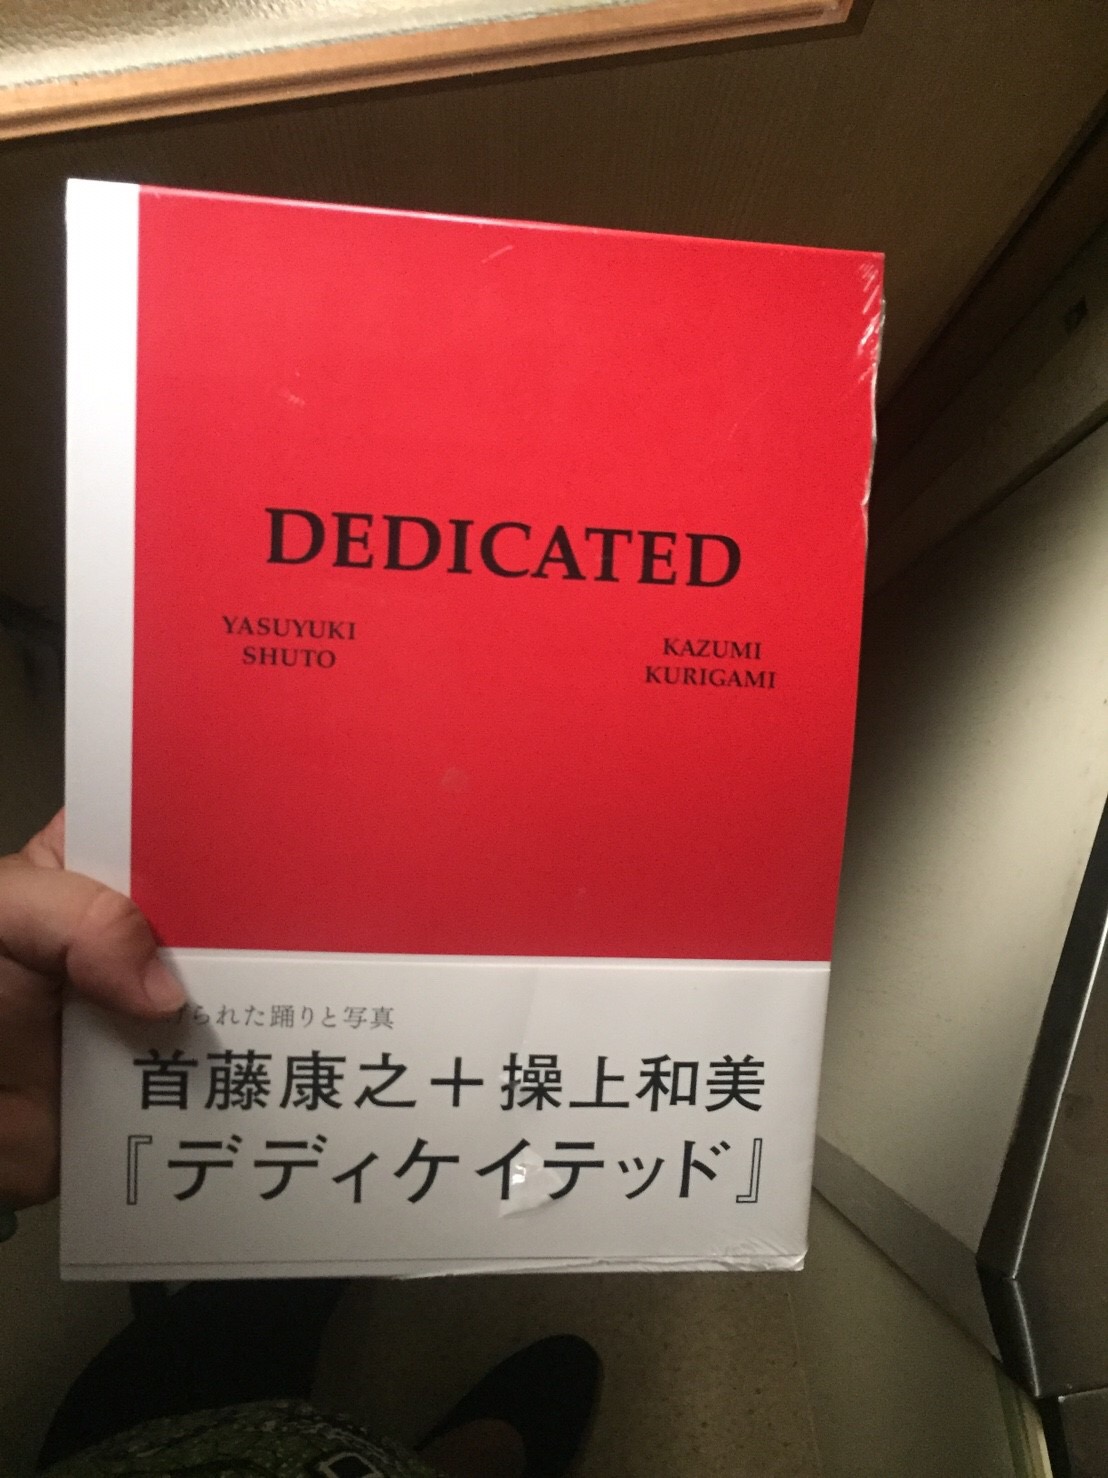 DEDICATED
YASUYUKI
SHUTO
KAZUMI
KURIGAMI
られた踊りと写真
首藤康之＋操上和美
『デディケイテッド』